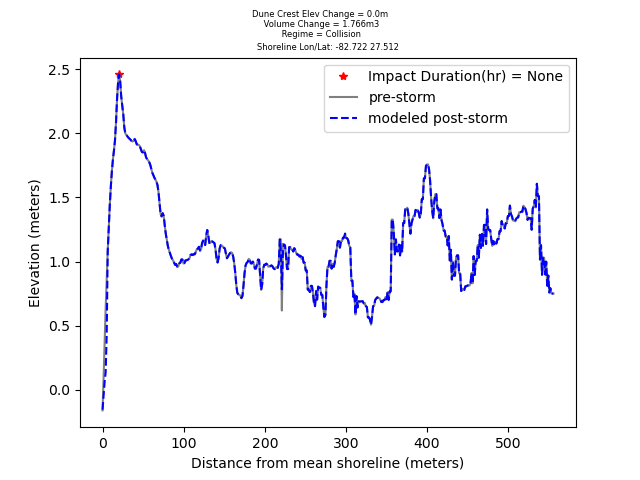 Dune Crest Elev Change = 0.0m
Volume Change = 1.766m3
Regime = Collision
Shoreline Lon/Lat: -82.722 27.512
Impact Duration(hr) = None
pre-storm
modeled post-storm
Elevation (meters)
2.5
2.0
1.5
1.0
0.5
0.0
0 100 200 300 400 500
Distance from mean shoreline (meters)